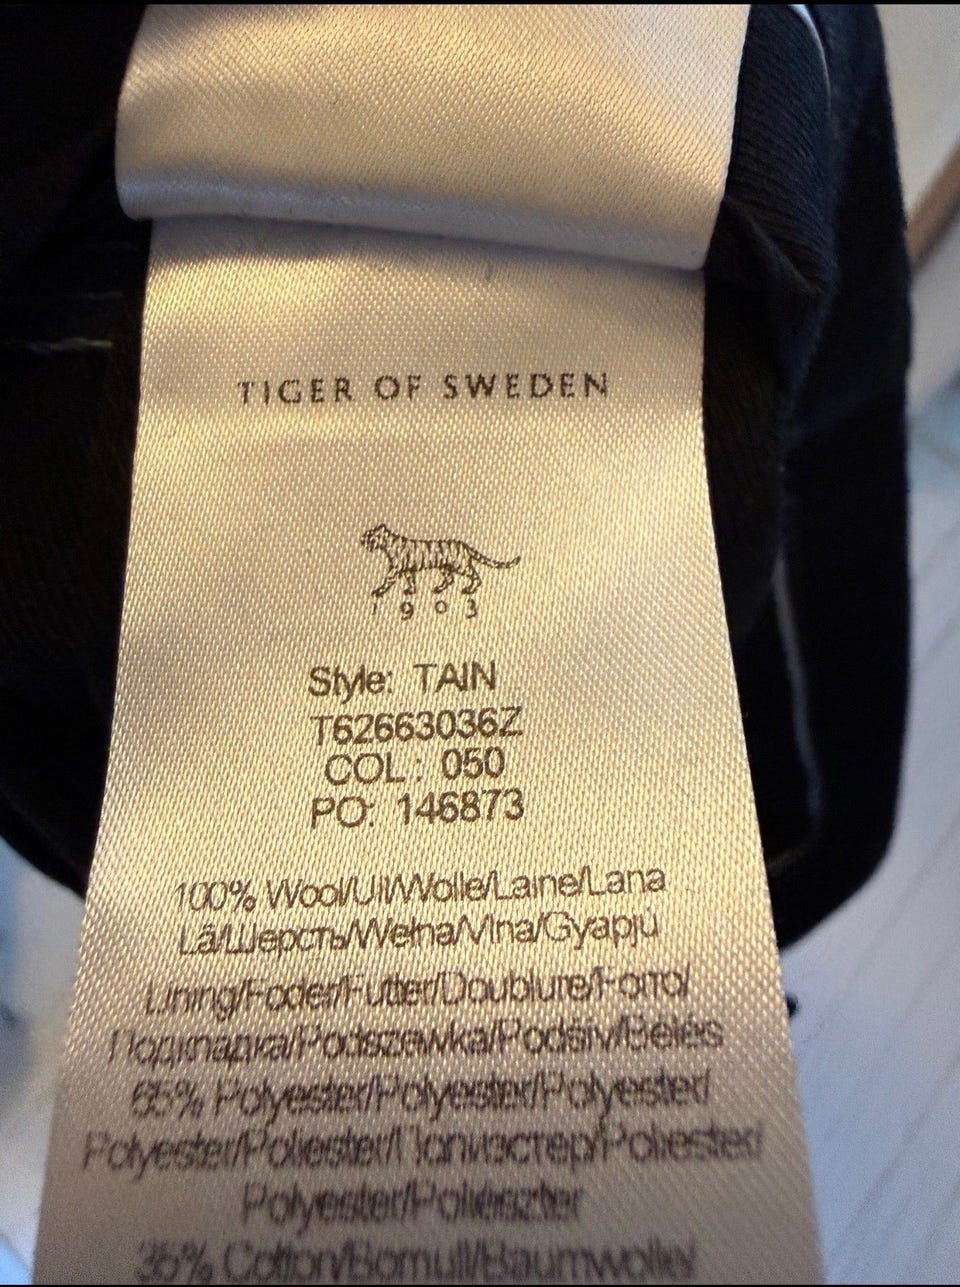 TIGER OF SWEDEN
1903
Style: TAIN
T62663036Z
COL: 050
PO: 146873
100% Wool/Ull/Wolle/Laine/Lana
Lã/Шерсть/Wełna/Vlna/Gyapjú
Lining/Foder/Futter/Doublure/Forro/
Подкладка/Podszewka/Podšív/Bélés
65% Polyester/Polyester/Polyester/
Polyester/Poliester/Полиэстер/Poliester/
Polyester/Poliészter
35% Cotton/Bomull/Baumwolle/